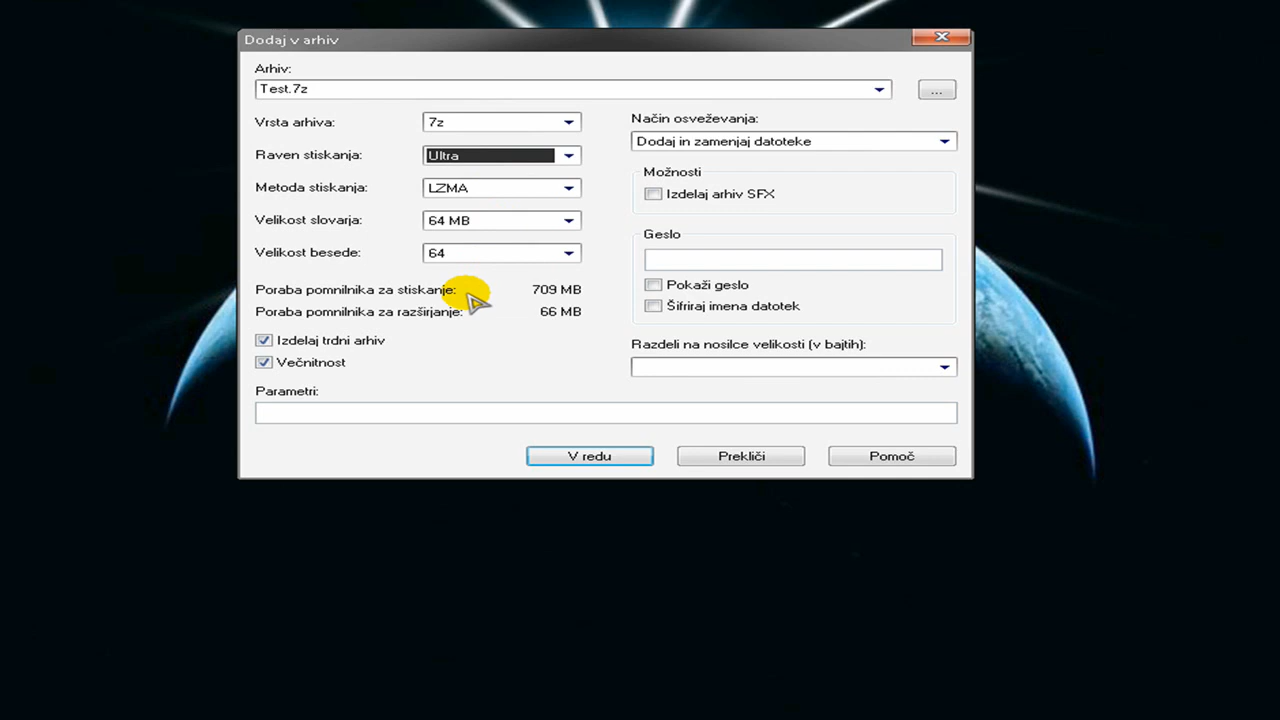 Dodaj v arhiv
Arhiv:
Test.7z
...
Vrsta arhiva:
7z
Raven stiskanja:
Ultra
Metoda stiskanja:
LZMA
Velikost slovarja:
64 MB
Velikost besede:
64
Poraba pomnilnika za stiskanje:
709 MB
Poraba pomnilnika za razširjanje:
66 MB
Izdelaj trdni arhiv
Večnitnost
Način osveževanja:
Dodaj in zamenjaj datoteke
Možnosti
Izdelaj arhiv SFX
Geslo
Pokaži geslo
Šifriraj imena datotek
Razdeli na nosilce velikosti (v bajtih):
Parametri:
V redu
Prekliči
Pomoč